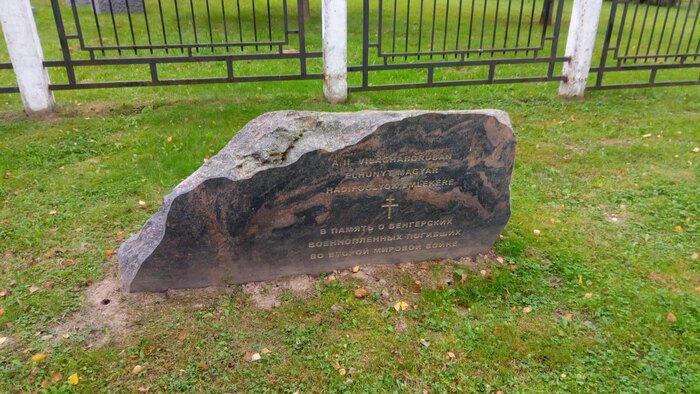 A II. VILÁGHÁBORÚBAN
ELHUNYT MAGYAR
HADIFOGLYOK EMLÉKÉRE
В ПАМЯТЬ О ВЕНГЕРСКИХ
ВОЕННОПЛЕННЫХ ПОГИБШИХ
ВО ВТОРОЙ МИРОВОЙ ВОЙНЕ